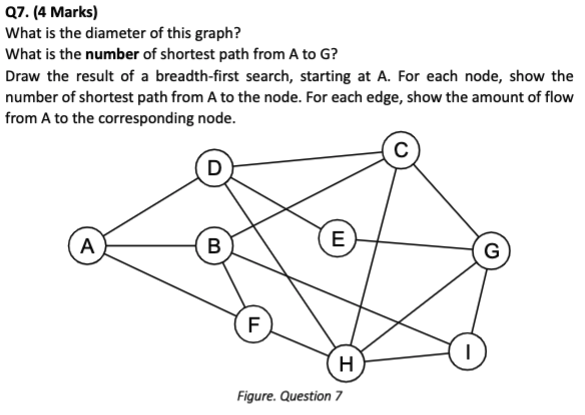 Q7. (4 Marks)
What is the diameter of this graph?
What is the number of shortest path from A to G?
Draw the result of a breadth-first search, starting at A. For each node, show the
number of shortest path from A to the node. For each edge, show the amount of flow
from A to the corresponding node.
C
D
A
B
E
G
F
H
I
Figure. Question 7